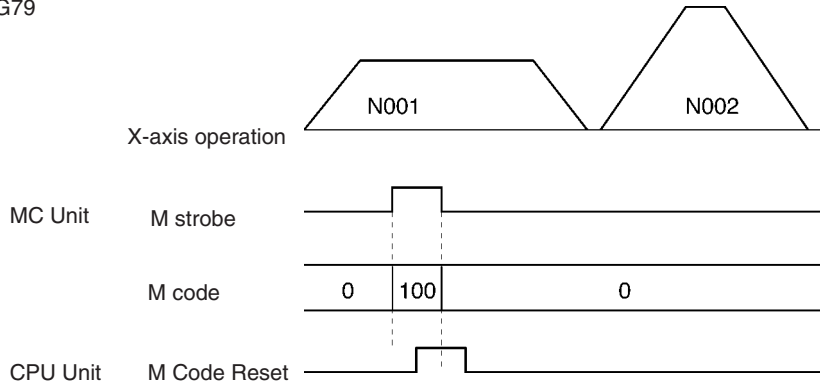 G79
N001
N002
X-axis operation
MC Unit M strobe
M code 0 100 0
CPU Unit M Code Reset